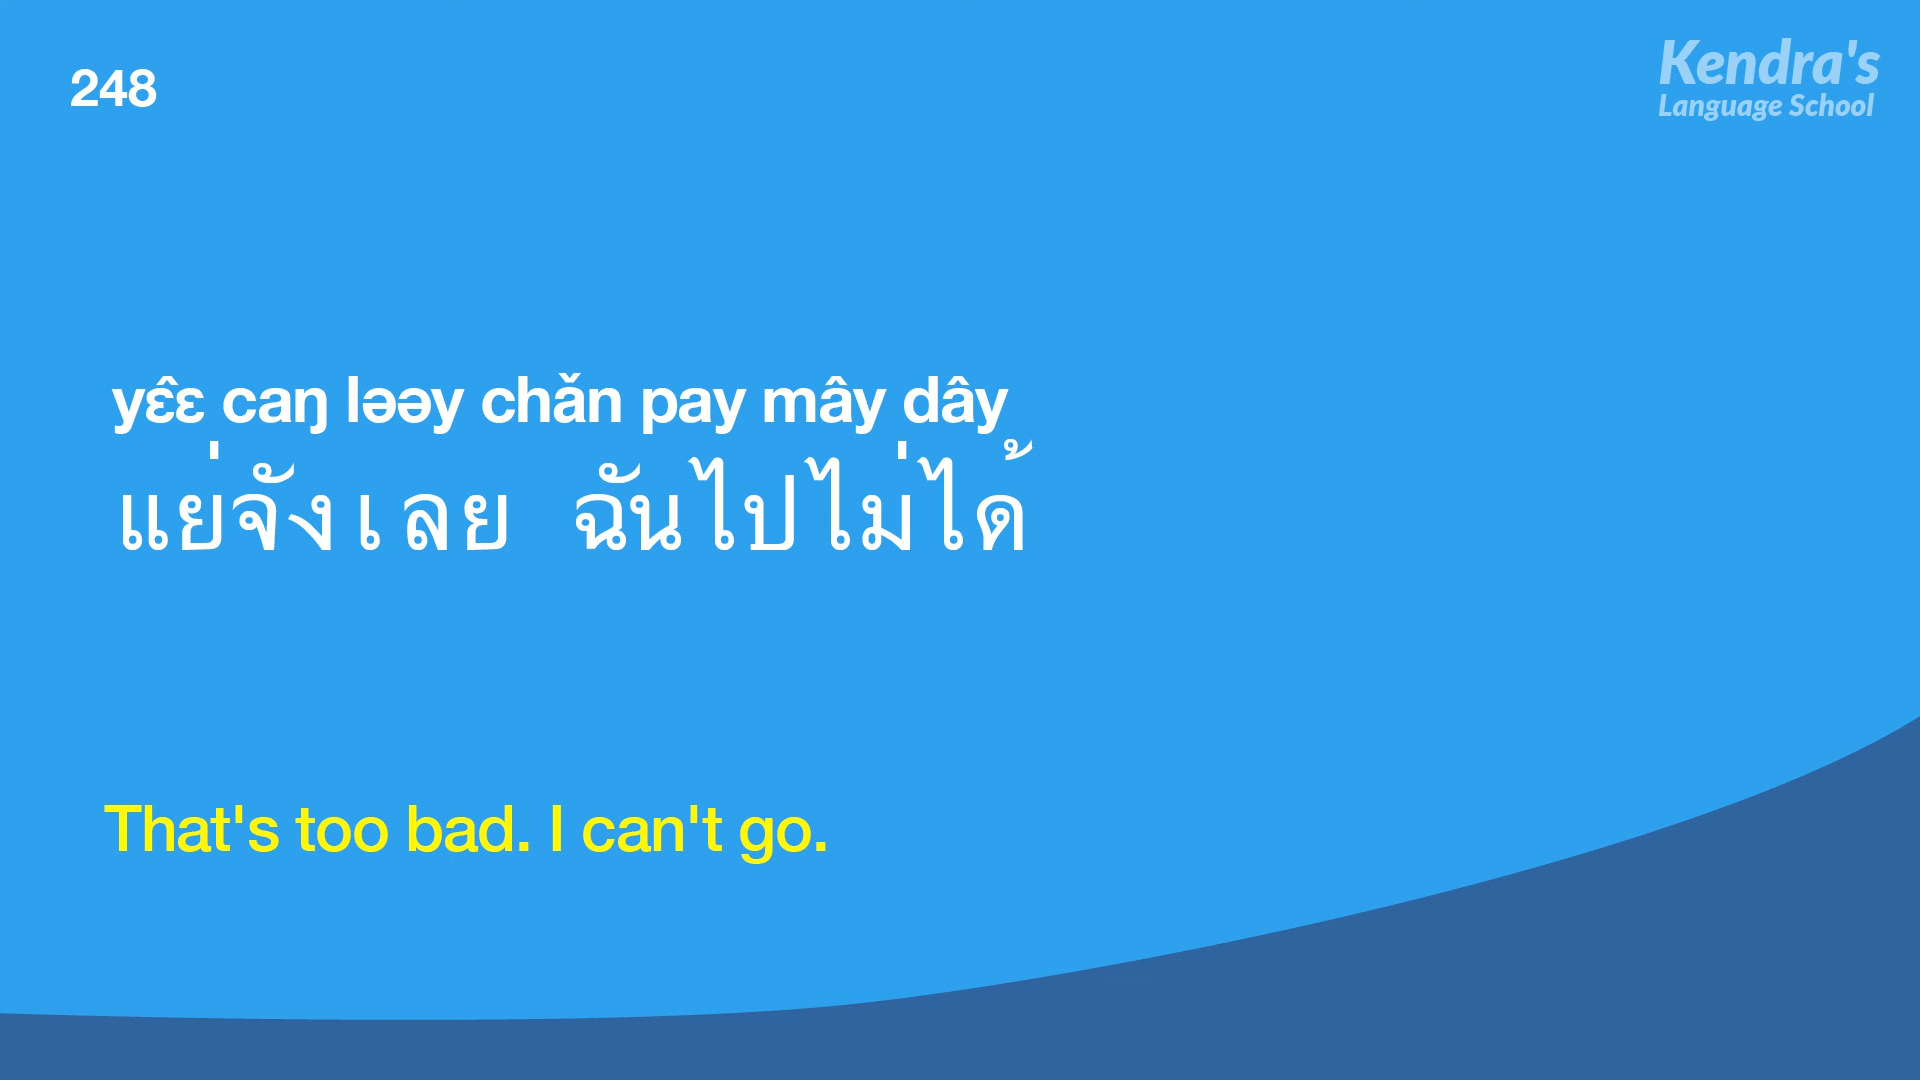 248
Kendra's
Language School
yɛ̂ɛ caŋ ləəy chǎn pay mây dây
แย่จังเลย ฉันไปไม่ได้
That's too bad. I can't go.